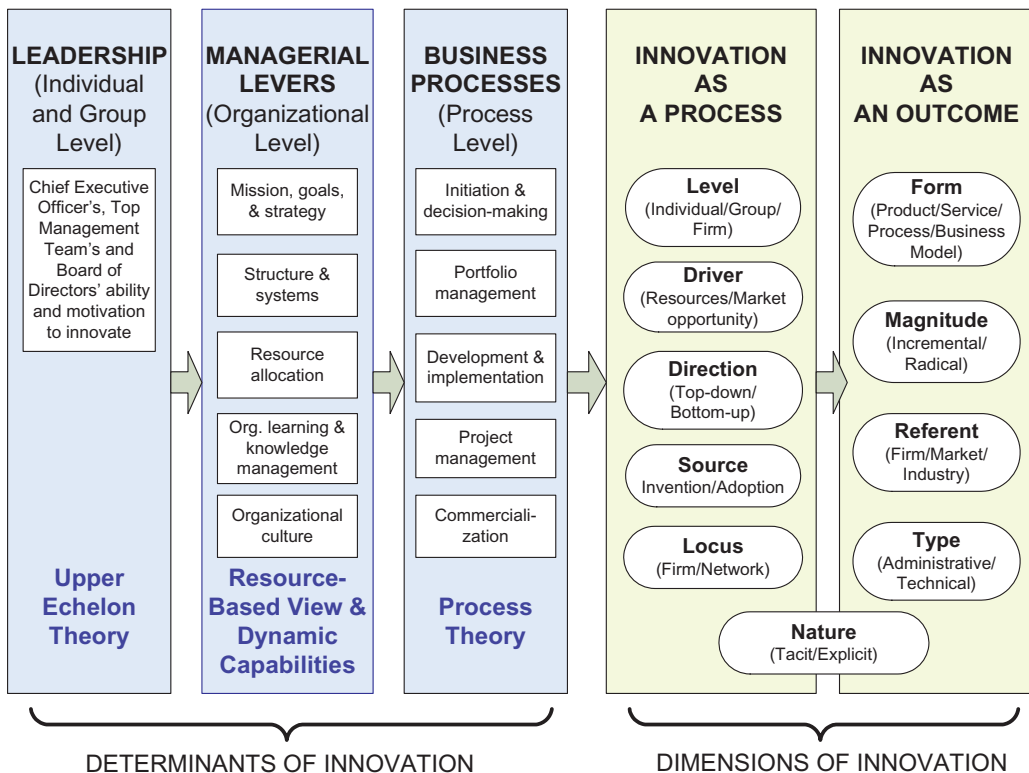 LEADERSHIP
(Individual
and Group
Level)
Chief Executive
Officer's, Top
Management
Team's and
Board of
Directors' ability
and motivation
to innovate
Upper
Echelon
Theory
MANAGERIAL
LEVERS
(Organizational
Level)
Mission, goals,
& strategy
Structure &
systems
Resource
allocation
Org. learning &
knowledge
management
Organizational
culture
Resource-
Based View &
Dynamic
Capabilities
BUSINESS
PROCESSES
(Process
Level)
Initiation &
decision-making
Portfolio
management
Development &
implementation
Project
management
Commerciali-
zation
Process
Theory
INNOVATION
AS
A PROCESS
Level
(Individual/Group/
Firm)
Driver
(Resources/Market
opportunity)
Direction
(Top-down/
Bottom-up)
Source
Invention/Adoption
Locus
(Firm/Network)
INNOVATION
AS
AN OUTCOME
Form
(Product/Service/
Process/Business
Model)
Magnitude
(Incremental/
Radical)
Referent
(Firm/Market/
Industry)
Type
(Administrative/
Technical)
Nature
(Tacit/Explicit)
DETERMINANTS OF INNOVATION
DIMENSIONS OF INNOVATION